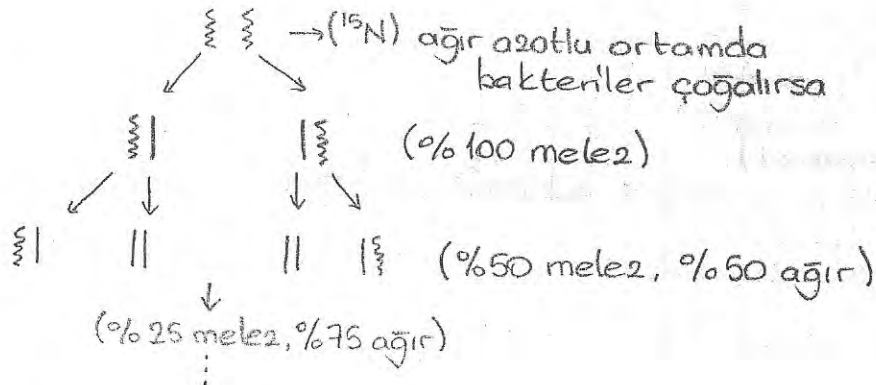 →(¹⁵N) ağır azotlu ortamda
bakteriler çoğalırsa
(%100 melez)
(%50 melez, %50 ağır)
(%25 melez, %75 ağır)